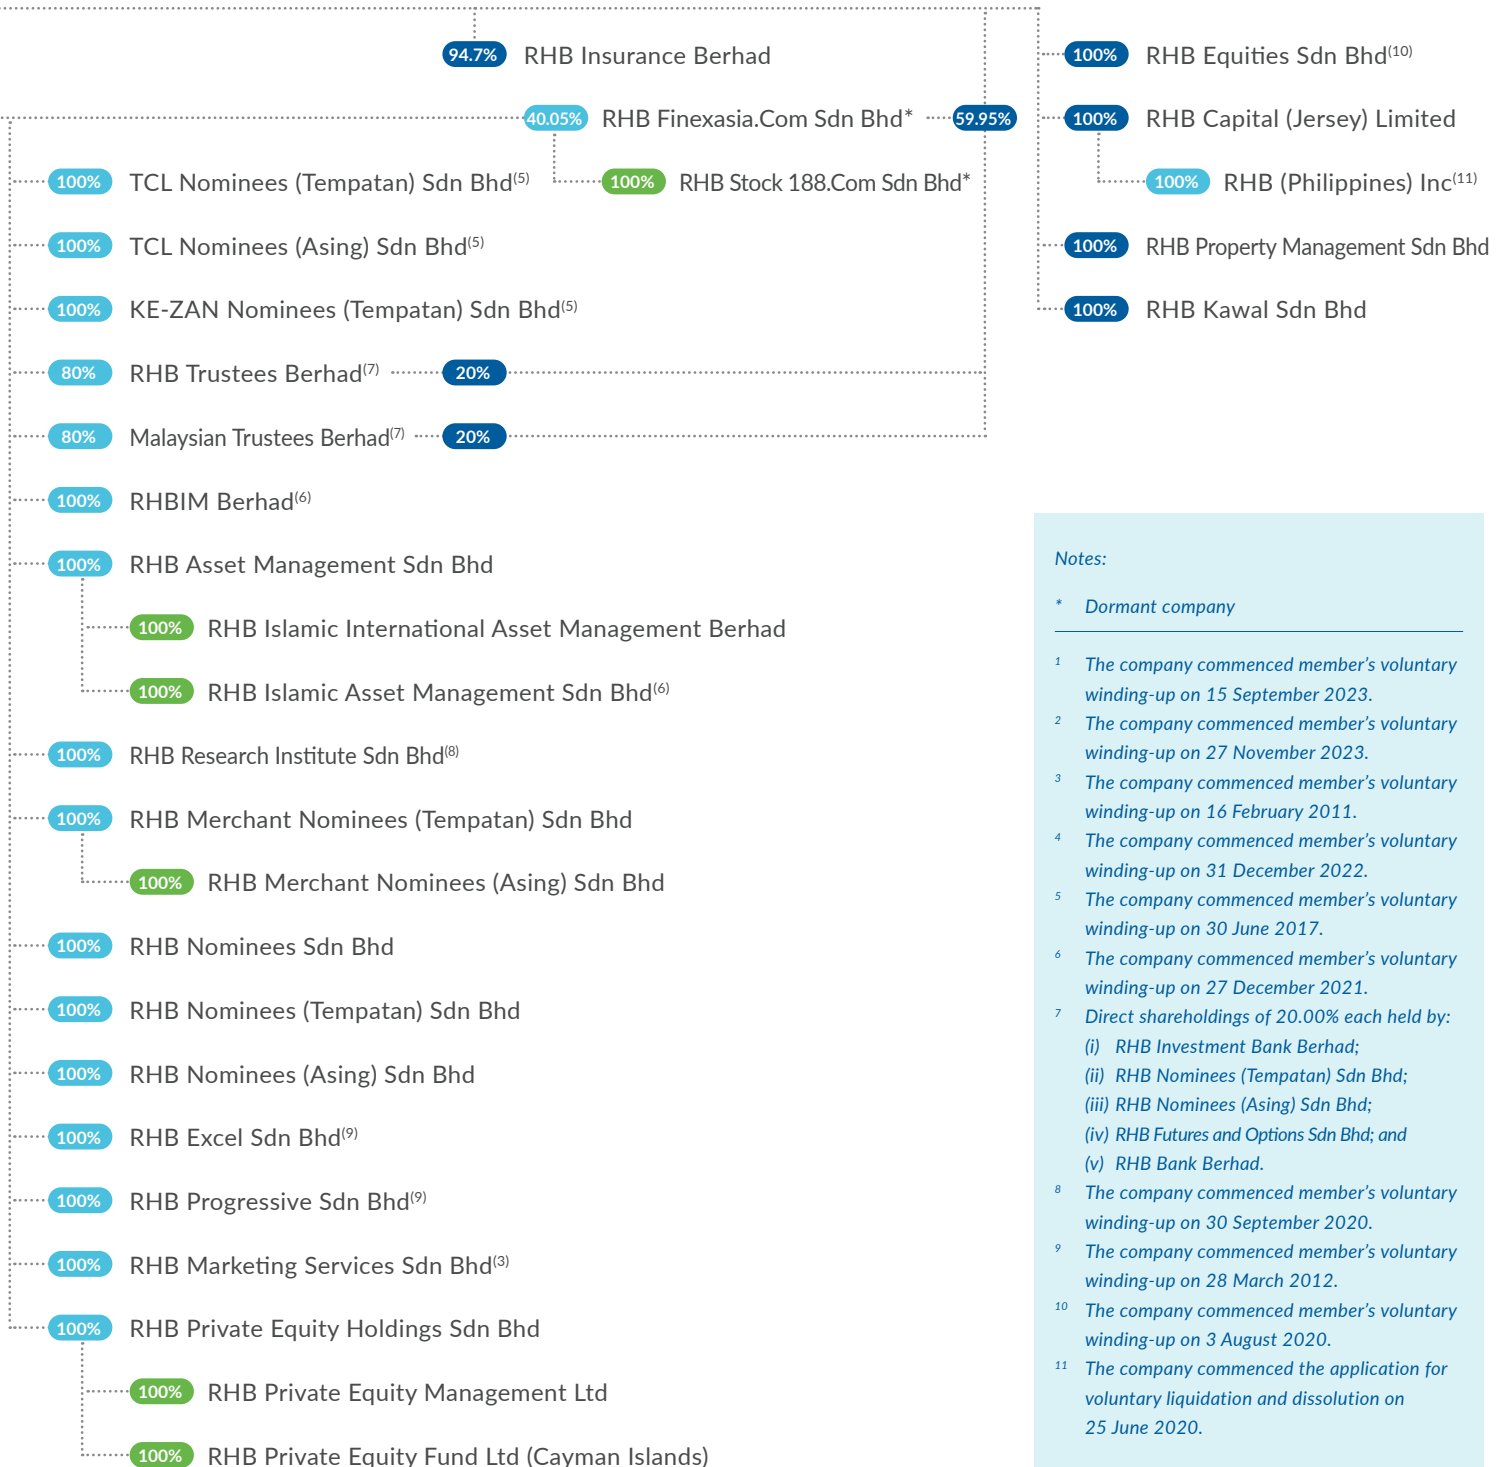 94.7% RHB Insurance Berhad
40.05% RHB Finexasia.Com Sdn Bhd* 59.95%
100% TCL Nominees (Tempatan) Sdn Bhd(5)
100% RHB Stock 188.Com Sdn Bhd*
100% TCL Nominees (Asing) Sdn Bhd(5)
100% KE-ZAN Nominees (Tempatan) Sdn Bhd(5)
80% RHB Trustees Berhad(7) 20%
80% Malaysian Trustees Berhad(7) 20%
100% RHBIM Berhad(6)
100% RHB Asset Management Sdn Bhd
100% RHB Islamic International Asset Management Berhad
100% RHB Islamic Asset Management Sdn Bhd(6)
100% RHB Research Institute Sdn Bhd(8)
100% RHB Merchant Nominees (Tempatan) Sdn Bhd
100% RHB Merchant Nominees (Asing) Sdn Bhd
100% RHB Nominees Sdn Bhd
100% RHB Nominees (Tempatan) Sdn Bhd
100% RHB Nominees (Asing) Sdn Bhd
100% RHB Excel Sdn Bhd(9)
100% RHB Progressive Sdn Bhd(9)
100% RHB Marketing Services Sdn Bhd(3)
100% RHB Private Equity Holdings Sdn Bhd
100% RHB Private Equity Management Ltd
100% RHB Private Equity Fund Ltd (Cayman Islands)
100% RHB Equities Sdn Bhd(10)
100% RHB Capital (Jersey) Limited
100% RHB (Philippines) Inc(11)
100% RHB Property Management Sdn Bhd
100% RHB Kawal Sdn Bhd
Notes:
* Dormant company
1 The company commenced member's voluntary
winding-up on 15 September 2023.
2 The company commenced member's voluntary
winding-up on 27 November 2023.
3 The company commenced member's voluntary
winding-up on 16 February 2011.
4 The company commenced member's voluntary
winding-up on 31 December 2022.
5 The company commenced member's voluntary
winding-up on 30 June 2017.
6 The company commenced member's voluntary
winding-up on 27 December 2021.
7 Direct shareholdings of 20.00% each held by:
(i) RHB Investment Bank Berhad;
(ii) RHB Nominees (Tempatan) Sdn Bhd;
(iii) RHB Nominees (Asing) Sdn Bhd;
(iv) RHB Futures and Options Sdn Bhd; and
(v) RHB Bank Berhad.
8 The company commenced member's voluntary
winding-up on 30 September 2020.
9 The company commenced member's voluntary
winding-up on 28 March 2012.
10 The company commenced member's voluntary
winding-up on 3 August 2020.
11 The company commenced the application for
voluntary liquidation and dissolution on
25 June 2020.